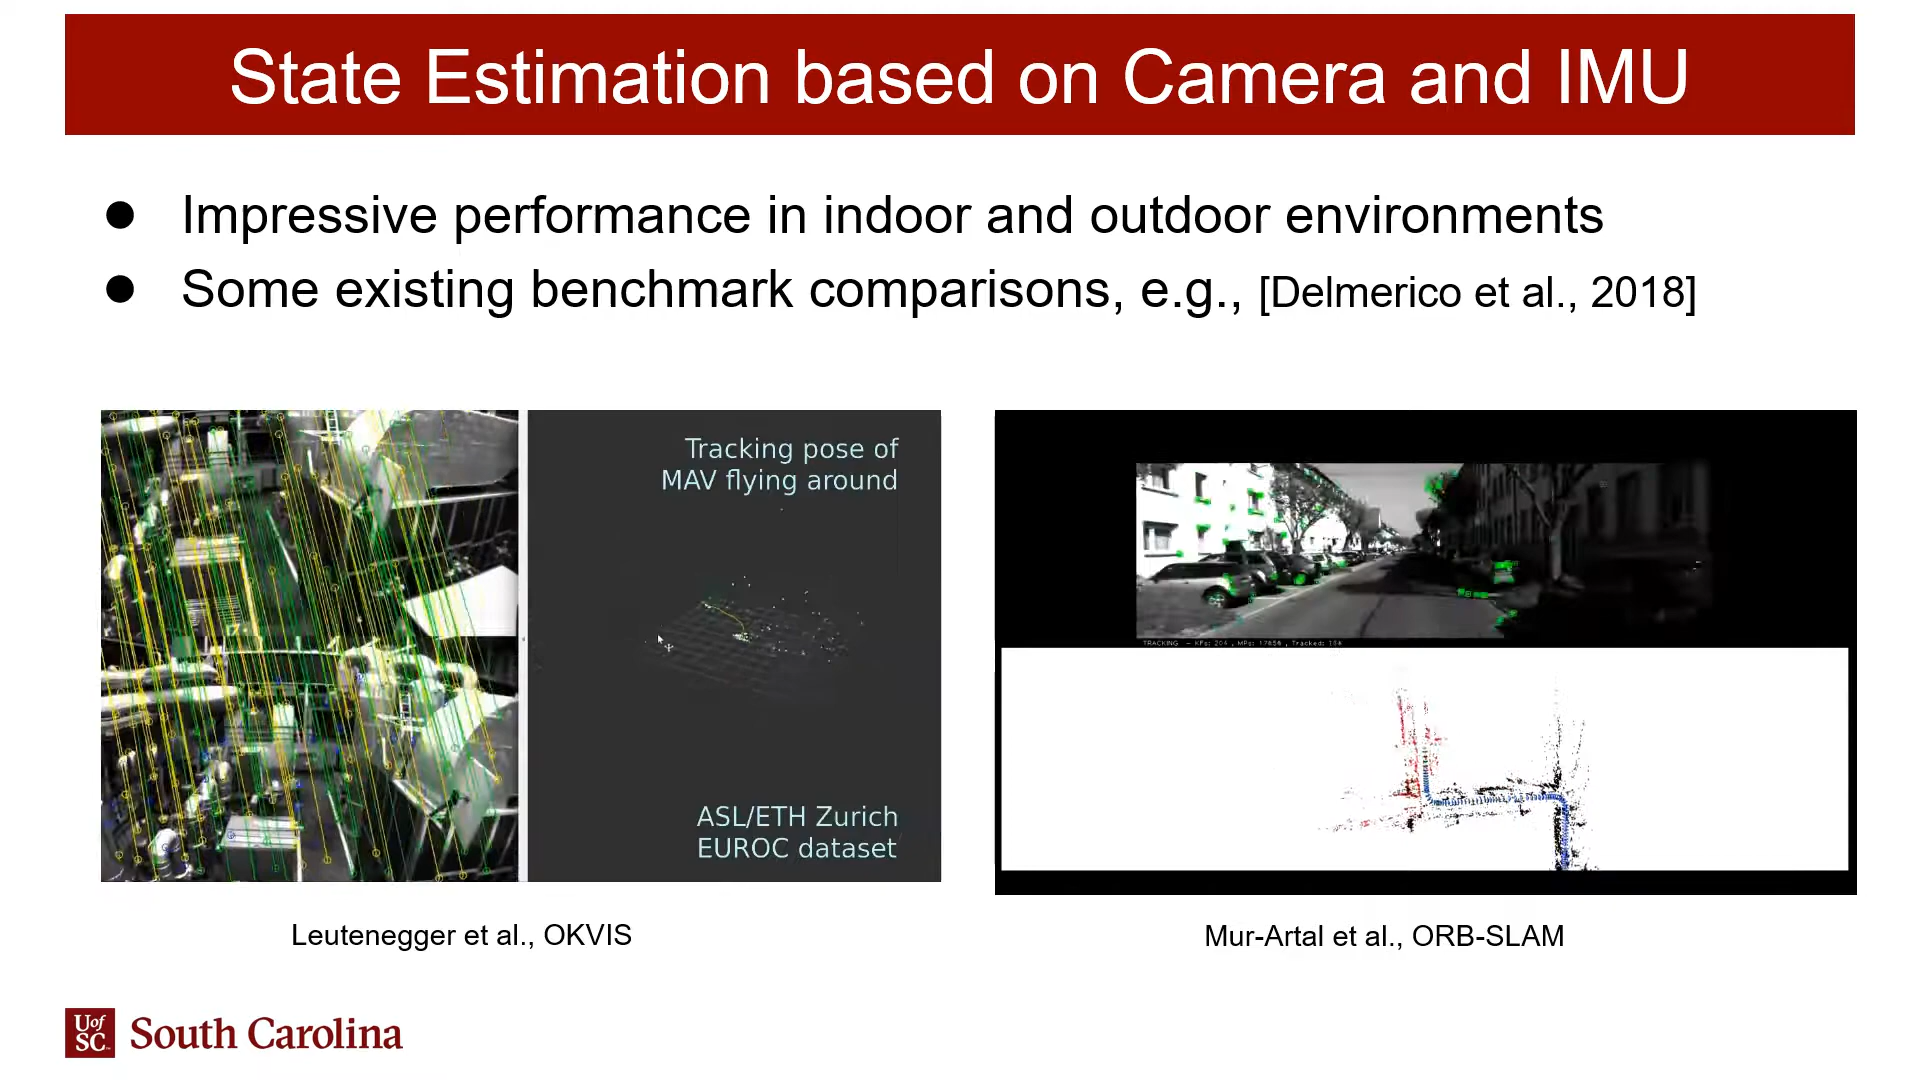 State Estimation based on Camera and IMU
● Impressive performance in indoor and outdoor environments
● Some existing benchmark comparisons, e.g., [Delmerico et al., 2018]
Tracking pose of
MAV flying around
ASL/ETH Zurich
EUROC dataset
TRACKING
Leutenegger et al., OKVIS
Mur-Artal et al., ORB-SLAM
UofSC
South Carolina